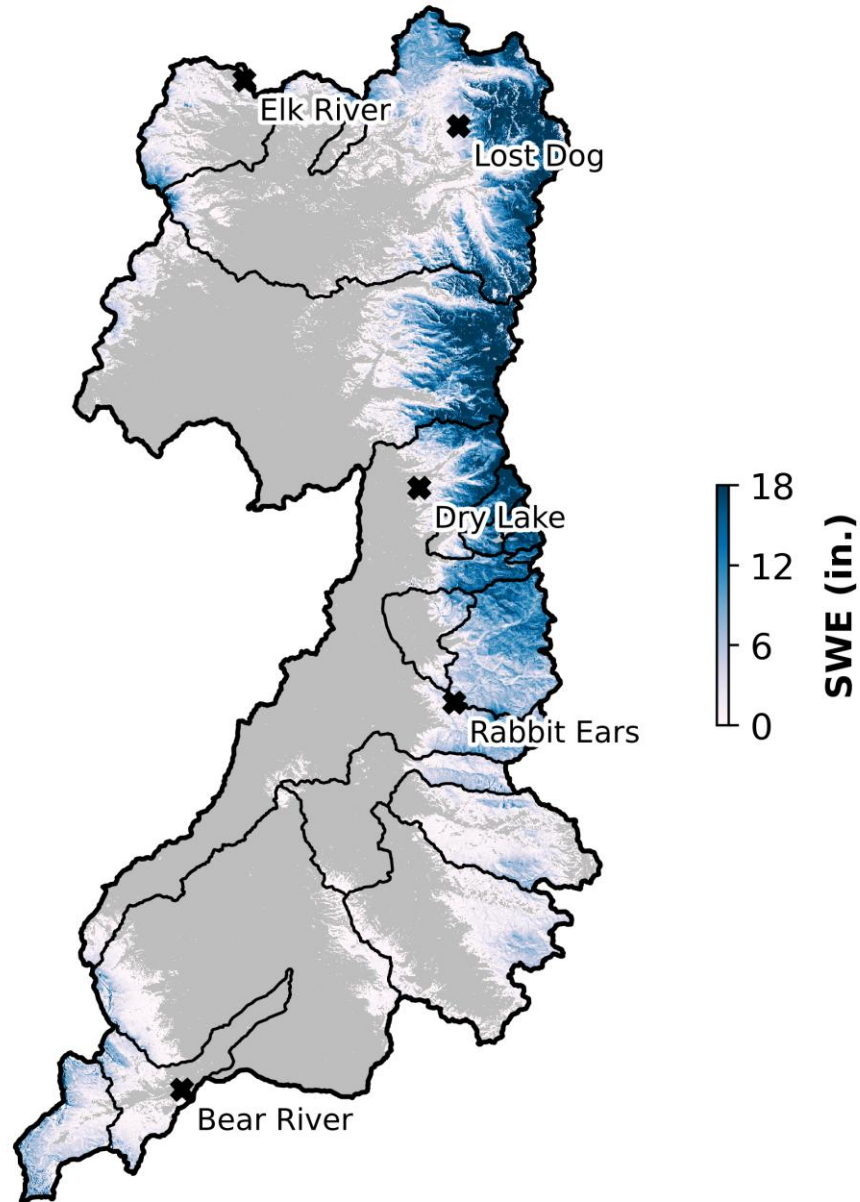 Elk River
Lost Dog
Dry Lake
Rabbit Ears
Bear River
18
12
6
0
SWE (in.)